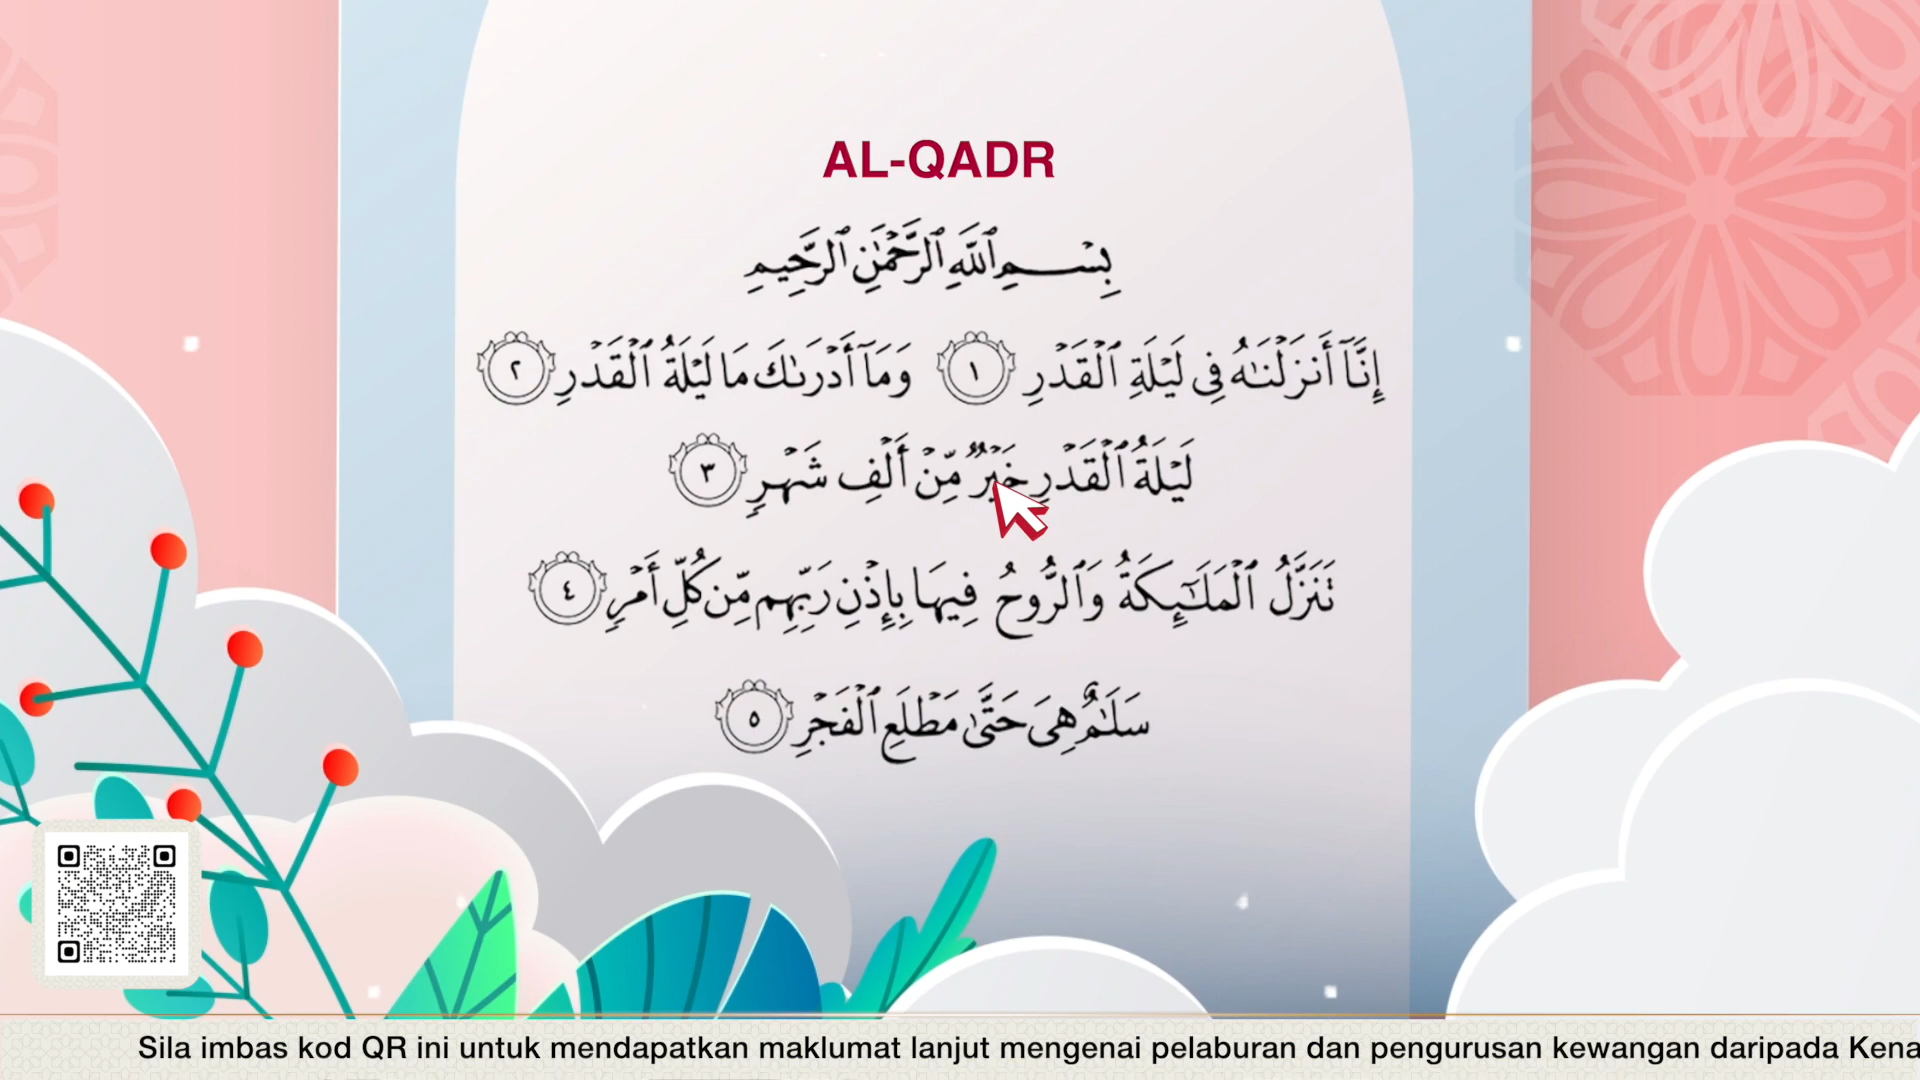 AL-QADR
بِسْمِ ٱللَّهِ ٱلرَّحْمَٰنِ ٱلرَّحِيمِ
إِنَّآ أَنزَلْنَٰهُ فِى لَيْلَةِ ٱلْقَدْرِ ١ وَمَآ أَدْرَىٰكَ مَا لَيْلَةُ ٱلْقَدْرِ ٢
لَيْلَةُ ٱلْقَدْرِ خَيْرٌ مِّنْ أَلْفِ شَهْرٍ ٣
تَنَزَّلُ ٱلْمَلَٰٓئِكَةُ وَٱلرُّوحُ فِيهَا بِإِذْنِ رَبِّهِم مِّن كُلِّ أَمْرٍ ٤
سَلَٰمٌ هِىَ حَتَّىٰ مَطْلَعِ ٱلْفَجْرِ ٥
Sila imbas kod QR ini untuk mendapatkan maklumat lanjut mengenai pelaburan dan pengurusan kewangan daripada Kena